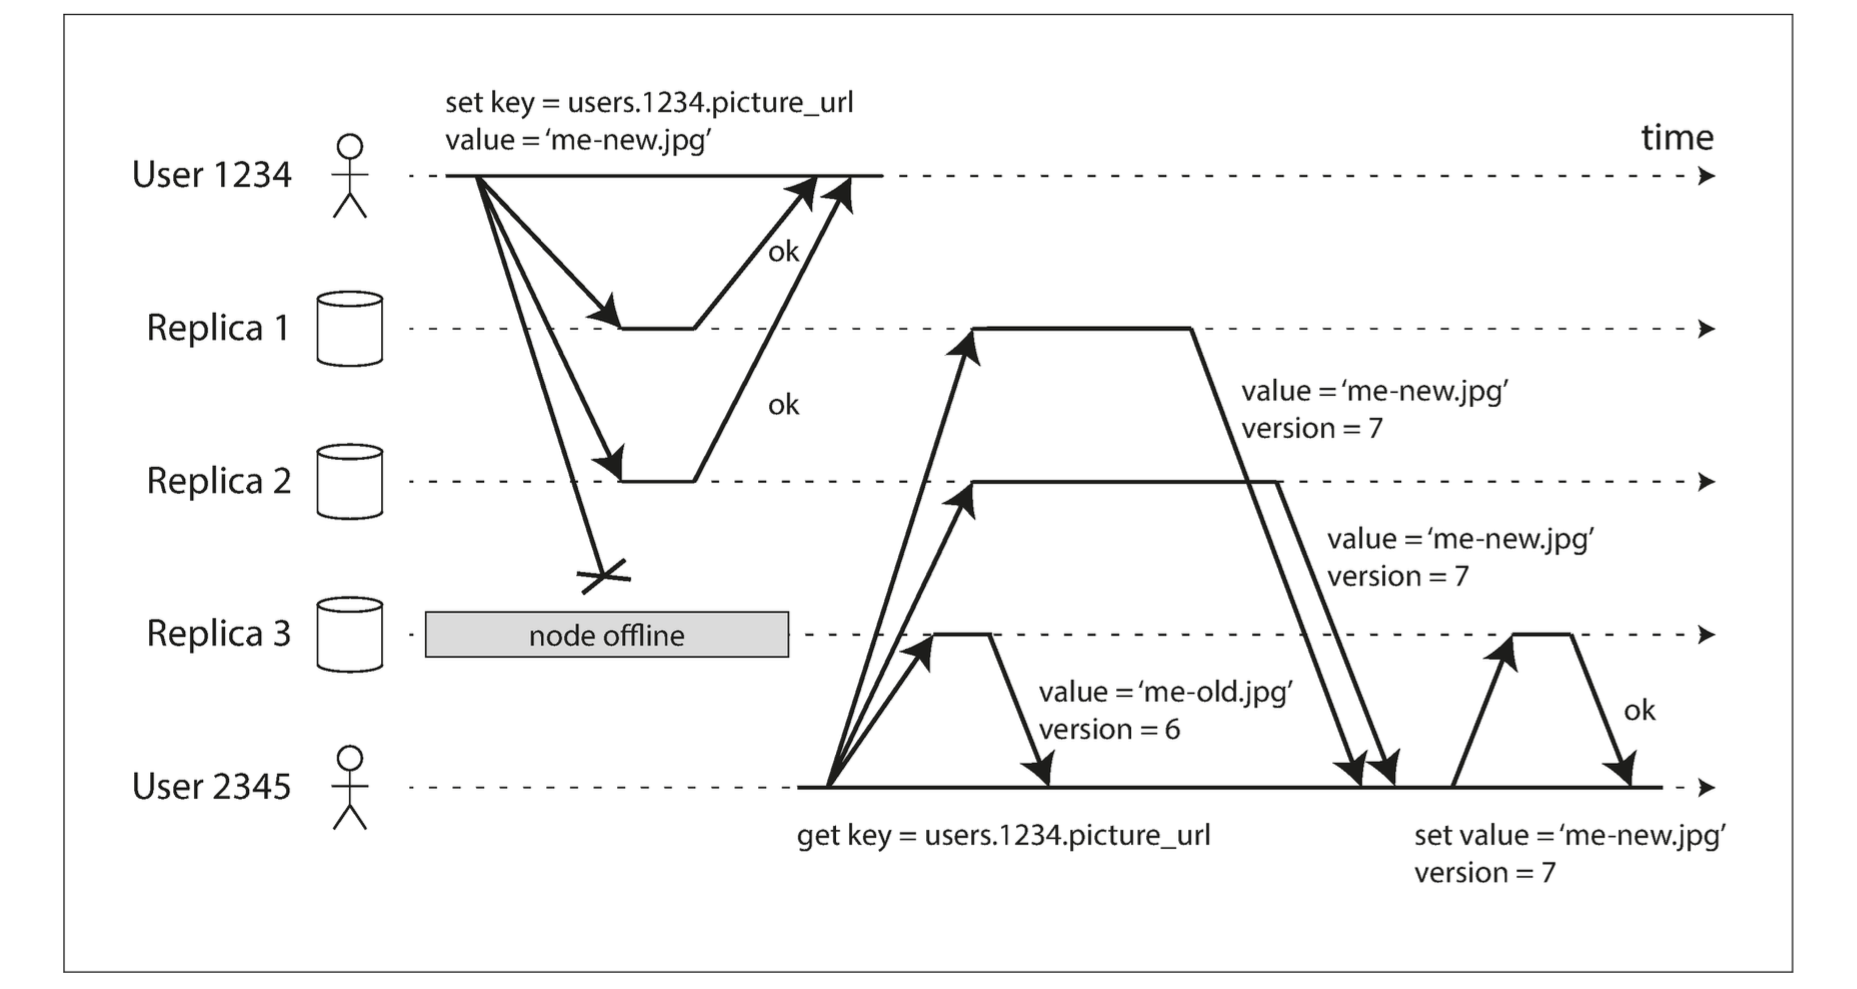 set key = users.1234.picture_url
value = ‘me-new.jpg’
time
User 1234
ok
Replica 1
value = ‘me-new.jpg’
version = 7
ok
Replica 2
value = ‘me-new.jpg’
version = 7
Replica 3
node offline
value = ‘me-old.jpg’
version = 6
ok
User 2345
get key = users.1234.picture_url
set value = ‘me-new.jpg’
version = 7